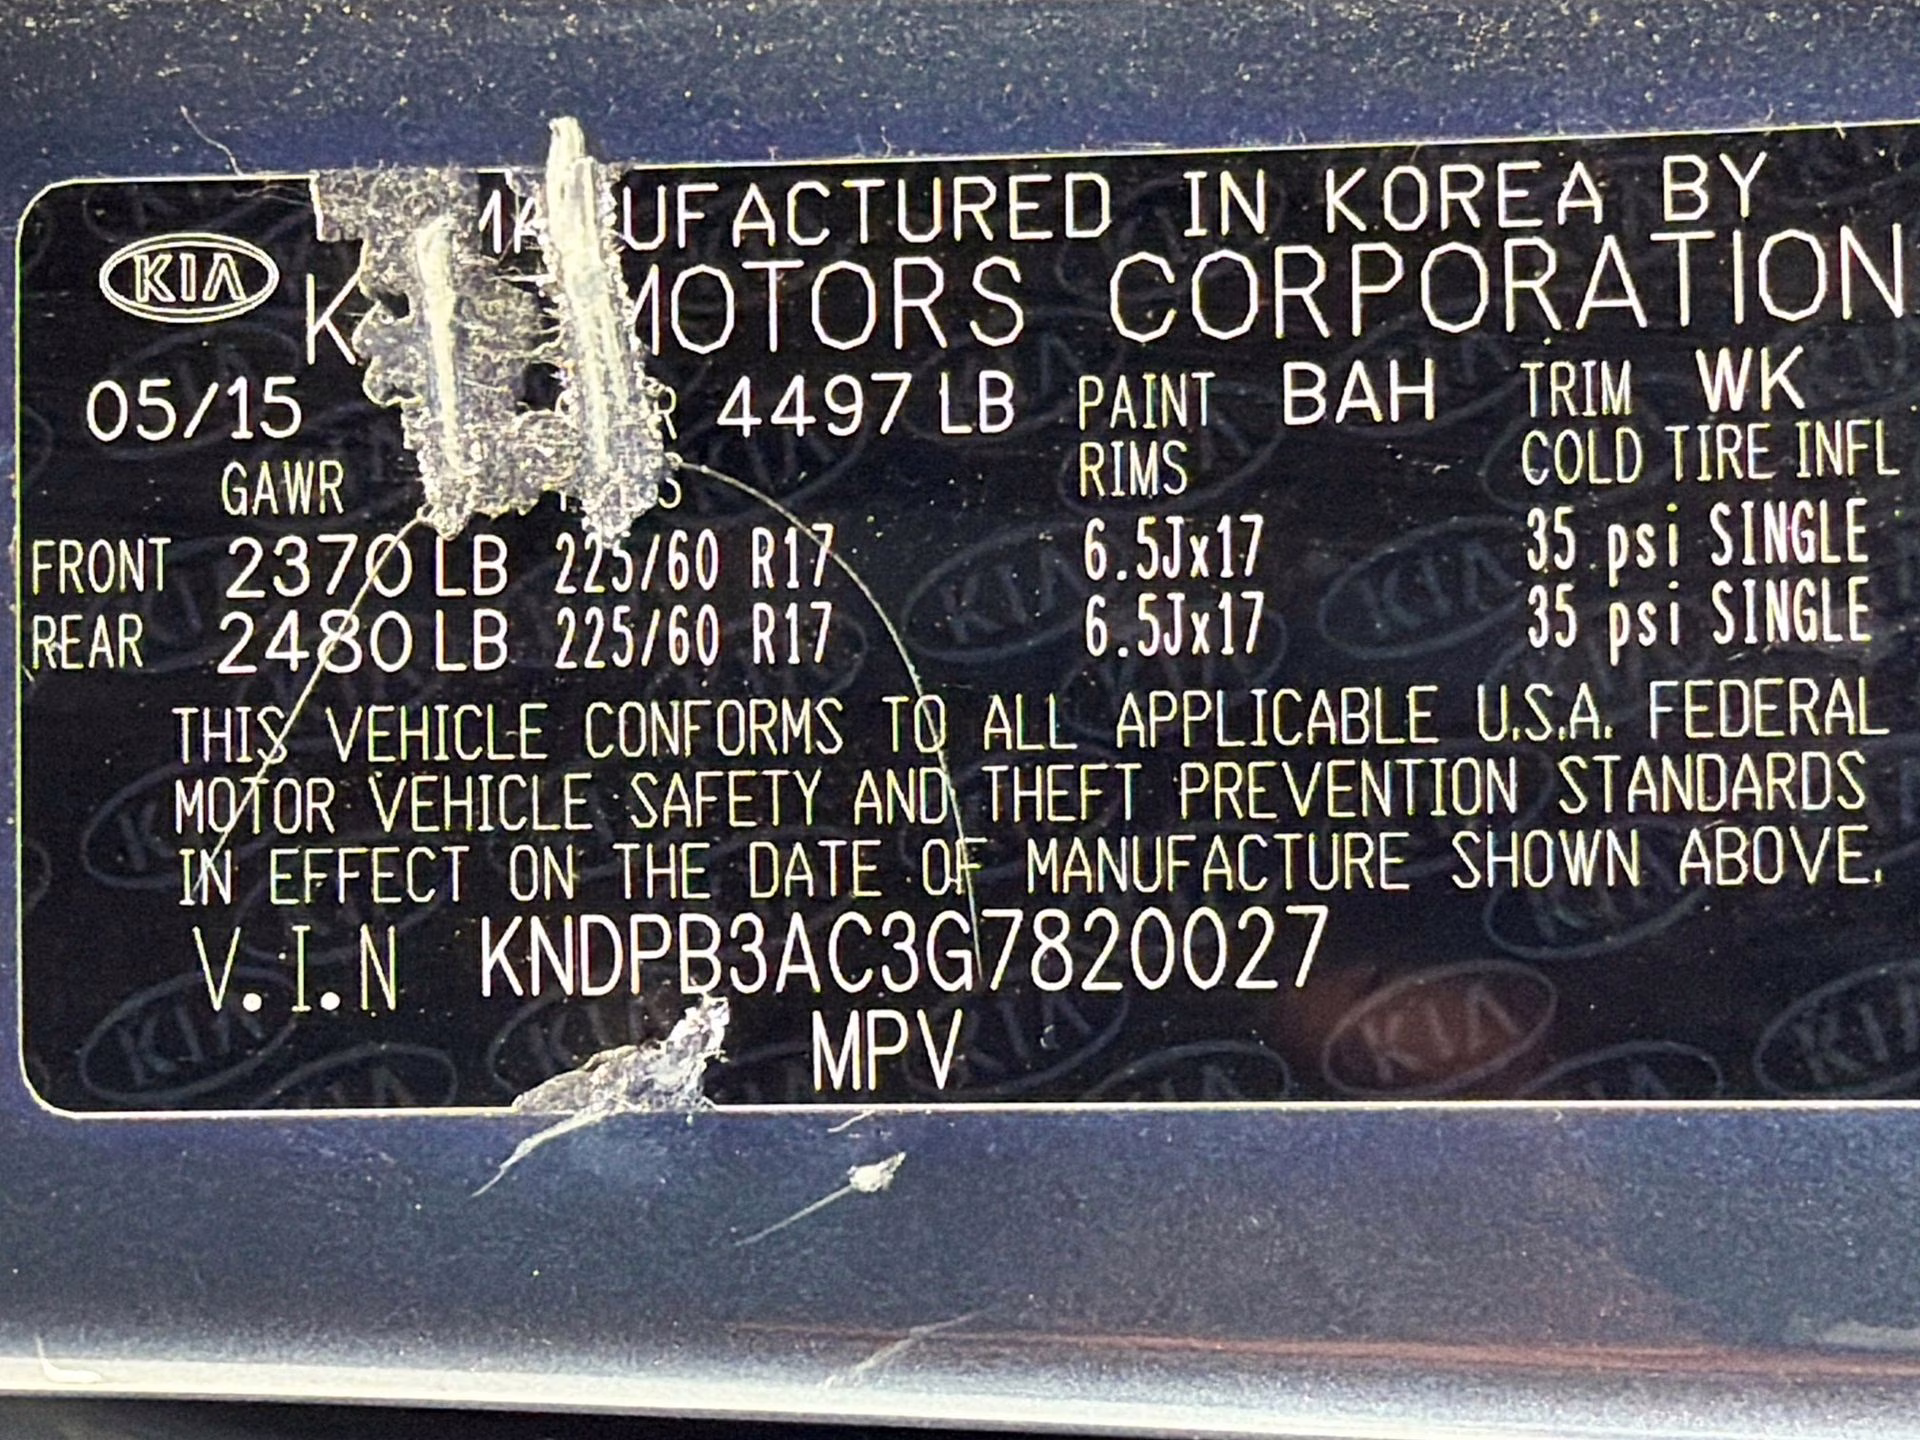 KIA
UFACTURED IN KOREA BY
MOTORS CORPORATION
05/15 4497 LB PAINT BAH TRIM WK
GAWR RIMS COLD TIRE INFL
FRONT 2370 LB 225/60 R17 6.5Jx17 35 psi SINGLE
REAR 2480 LB 225/60 R17 6.5Jx17 35 psi SINGLE
THIS VEHICLE CONFORMS TO ALL APPLICABLE U.S.A. FEDERAL
MOTOR VEHICLE SAFETY AND THEFT PREVENTION STANDARDS
IN EFFECT ON THE DATE OF MANUFACTURE SHOWN ABOVE.
V.I.N KNDPB3AC3G7820027
MPV